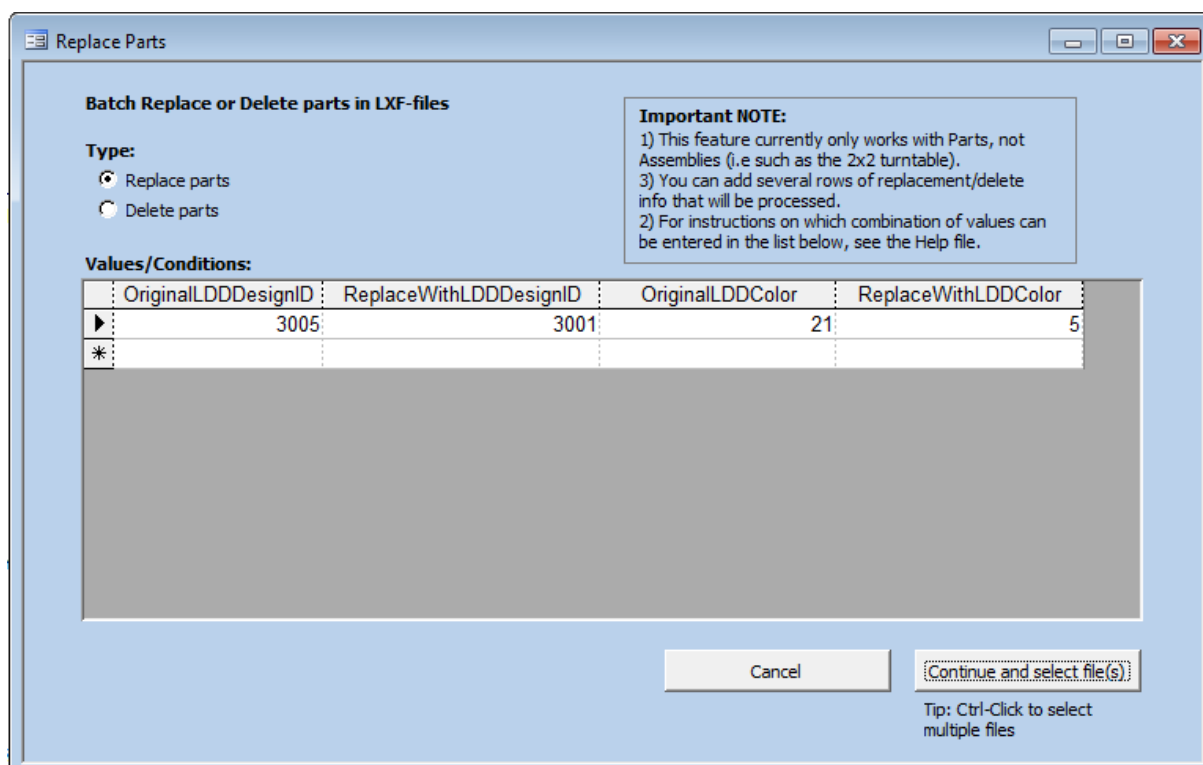 Replace Parts
Batch Replace or Delete parts in LXF-files
Type:
Replace parts
Delete parts
Important NOTE:
1) This feature currently only works with Parts, not
Assemblies (i.e such as the 2x2 turntable).
3) You can add several rows of replacement/delete
info that will be processed.
2) For instructions on which combination of values can
be entered in the list below, see the Help file.
Values/Conditions:
OriginalLDDDesignID ReplaceWithLDDDesignID OriginalLDDColor ReplaceWithLDDColor
3005 3001 21 5
Cancel Continue and select file(s)
Tip: Ctrl-Click to select
multiple files